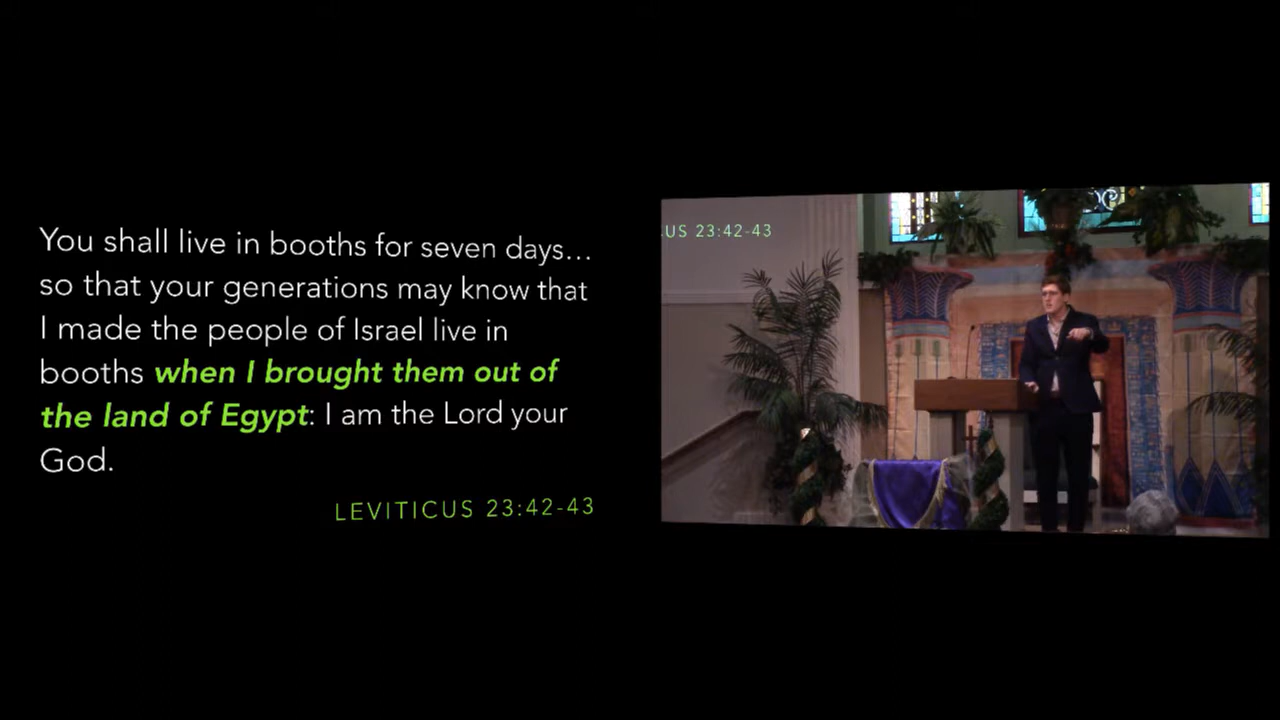 You shall live in booths for seven days...
so that your generations may know that
I made the people of Israel live in
booths when I brought them out of
the land of Egypt: I am the Lord your
God.
LEVITICUS 23:42-43
US 23:42-43